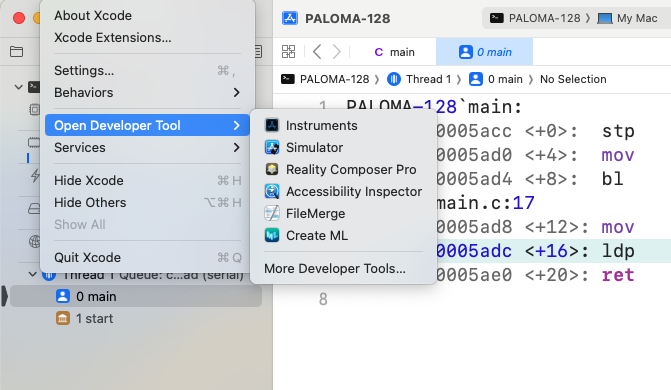 About Xcode
Xcode Extensions...
Settings... ⌘ ,
Behaviors
Open Developer Tool
Services
Hide Xcode ⌘ H
Hide Others ⌥⌘ H
Show All
Quit Xcode ⌘ Q
Instruments
Simulator
Reality Composer Pro
Accessibility Inspector
FileMerge
Create ML
More Developer Tools...
Thread 1 Queue: c...ad (serial)
0 main
1 start
PALOMA-128
PALOMA-128 〉 My Mac
C main
0 main
PALOMA-128 〉 Thread 1 〉 0 main 〉 No Selection
1 PALOMA-128`main:
0005acc <+0>: stp
0005ad0 <+4>: mov
0005ad4 <+8>: bl
main.c:17
0005ad8 <+12>: mov
0005adc <+16>: ldp
0005ae0 <+20>: ret
8